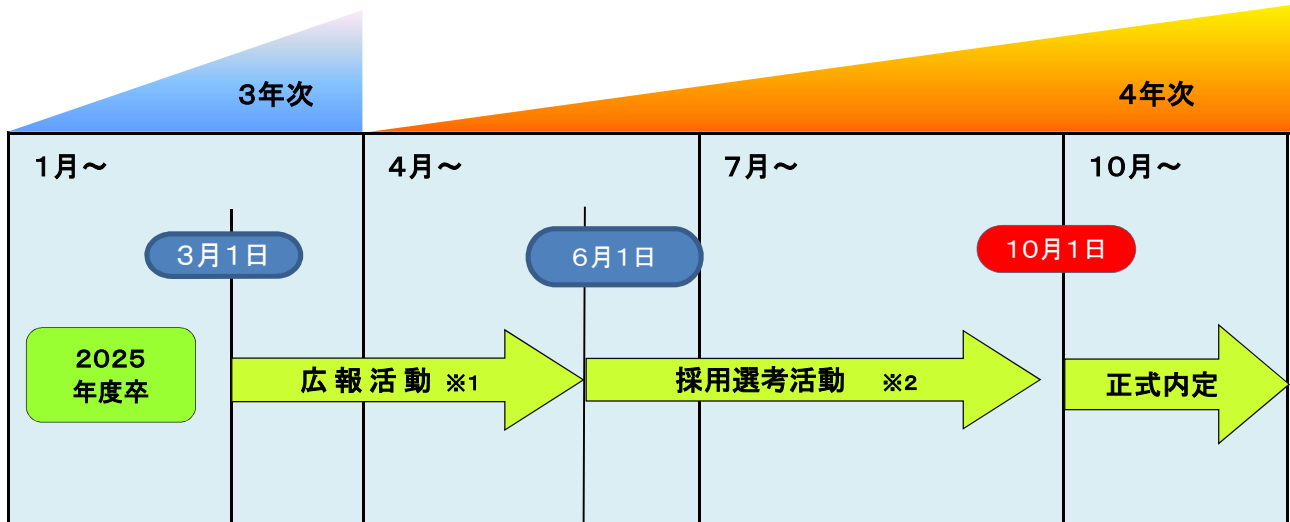 3年次
4年次
1月～
4月～
7月～
10月～
3月1日
6月1日
10月1日
2025
年度卒
広報活動 ※1
採用選考活動 ※2
正式内定